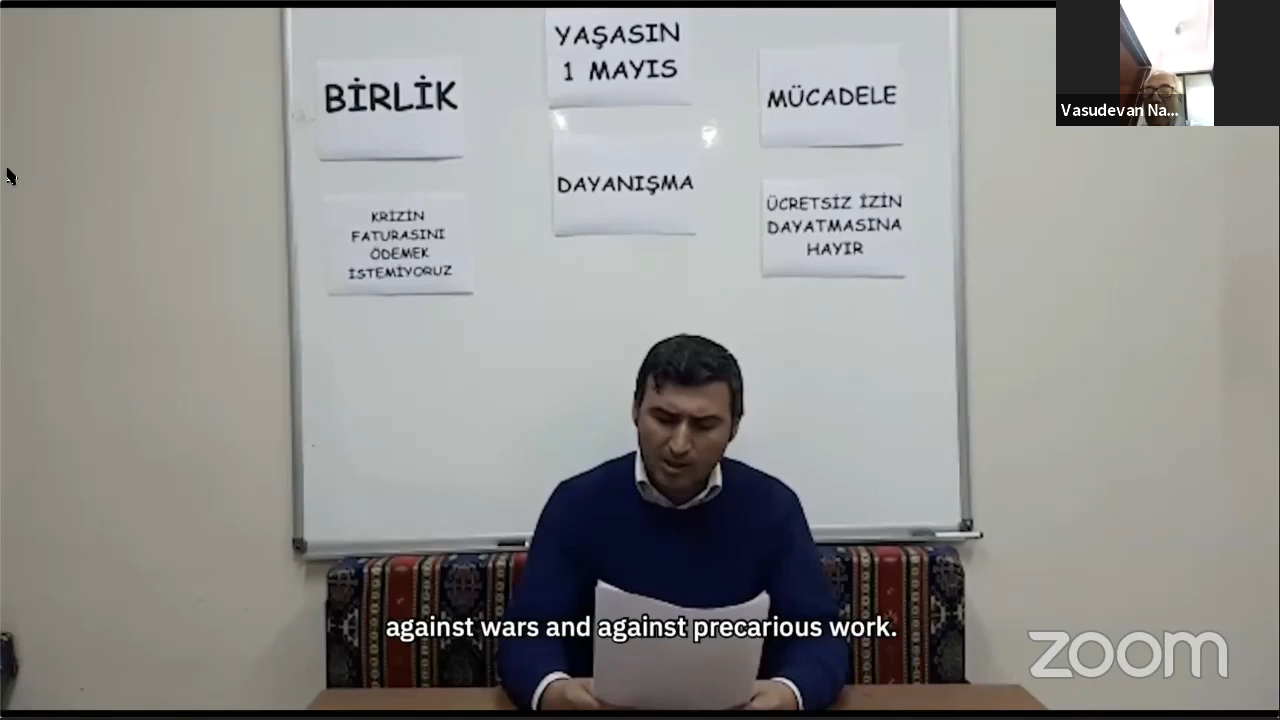 YAŞASIN
1 MAYIS
BİRLİK
MÜCADELE
DAYANIŞMA
KRİZİN
FATURASINI
ÖDEMEK
İSTEMİYORUZ
ÜCRETSİZ İZİN
DAYATMASINA
HAYIR
Vasudevan Na...
against wars and against precarious work.
zoom